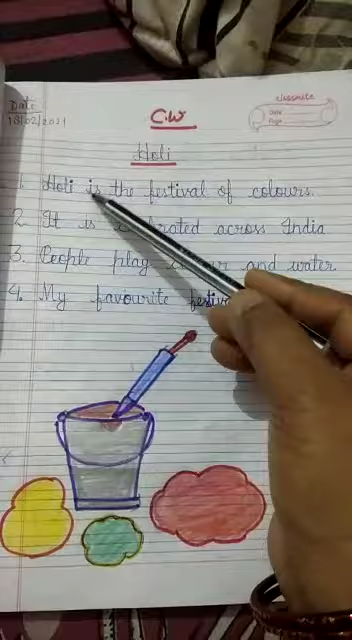 Date
18/02/2021
C.W
classmate
Date
Page
Holi
1. Holi is the festival of colours.
2. It is celebrated across India
3. People play and water
4. My favourite